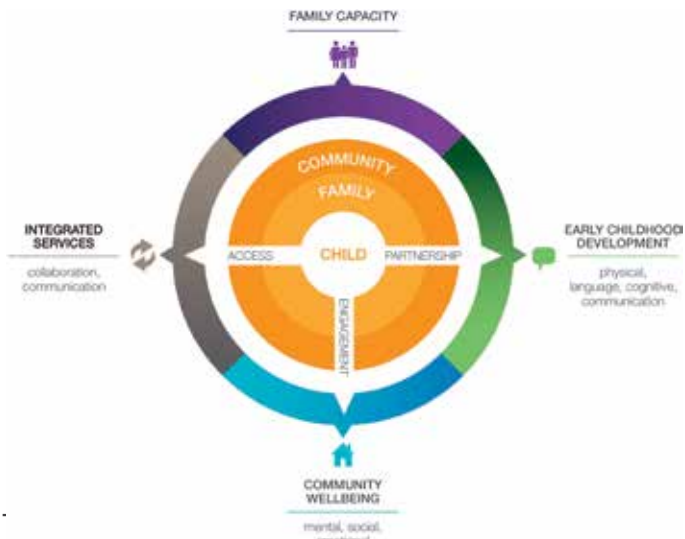 FAMILY CAPACITY
COMMUNITY
FAMILY
INTEGRATED
SERVICES
collaboration,
communication
ACCESS
CHILD
PARTNERSHIP
EARLY CHILDHOOD
DEVELOPMENT
physical,
language, cognitive,
communication
ENGAGEMENT
COMMUNITY
WELLBEING
mental, social,